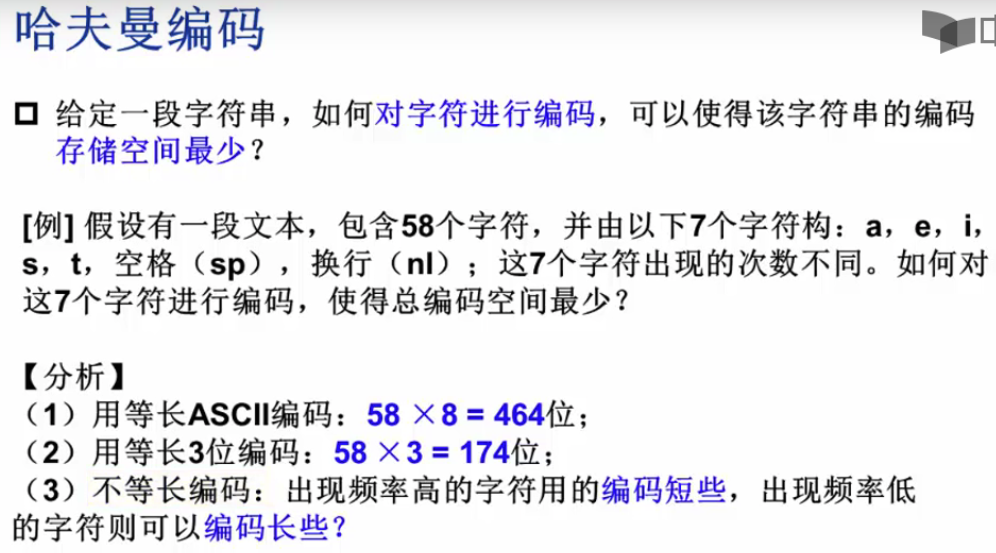 哈夫曼编码
给定一段字符串，如何对字符进行编码，可以使得该字符串的编码
存储空间最少？
[例] 假设有一段文本，包含58个字符，并由以下7个字符构：a，e，i，
s，t，空格（sp），换行（nl）；这7个字符出现的次数不同。如何对
这7个字符进行编码，使得总编码空间最少？
【分析】
（1）用等长ASCII编码：58 ×8 = 464位；
（2）用等长3位编码：58 ×3 = 174位；
（3）不等长编码：出现频率高的字符用的编码短些，出现频率低
的字符则可以编码长些？